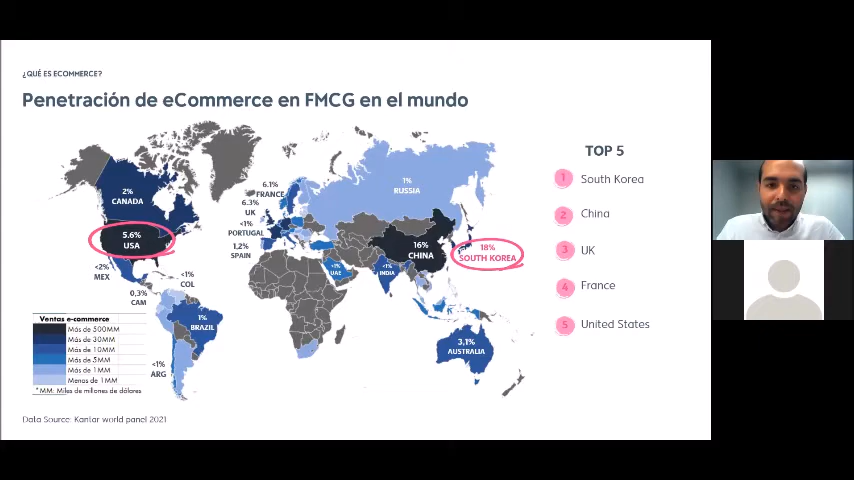 ¿QUÉ ES ECOMMERCE?
Penetración de eCommerce en FMCG en el mundo
TOP 5
1 South Korea
2 China
3 UK
4 France
5 United States
2%
CANADA
5.6%
USA
<2%
MEX
0,3%
CAM
<1%
COL
1%
BRAZIL
<1%
ARG
6.1%
FRANCE
6.3%
UK
<1%
PORTUGAL
1,2%
SPAIN
1%
RUSSIA
<1%
UAE
<1%
INDIA
16%
CHINA
18%
SOUTH KOREA
3,1%
AUSTRALIA
Ventas e-commerce
Más de 500MM
Más de 30MM
Más de 10MM
Más de 5MM
Más de 1MM
Menos de 1MM
* MM: Miles de millones de dólares
Data Source: Kantar world panel 2021